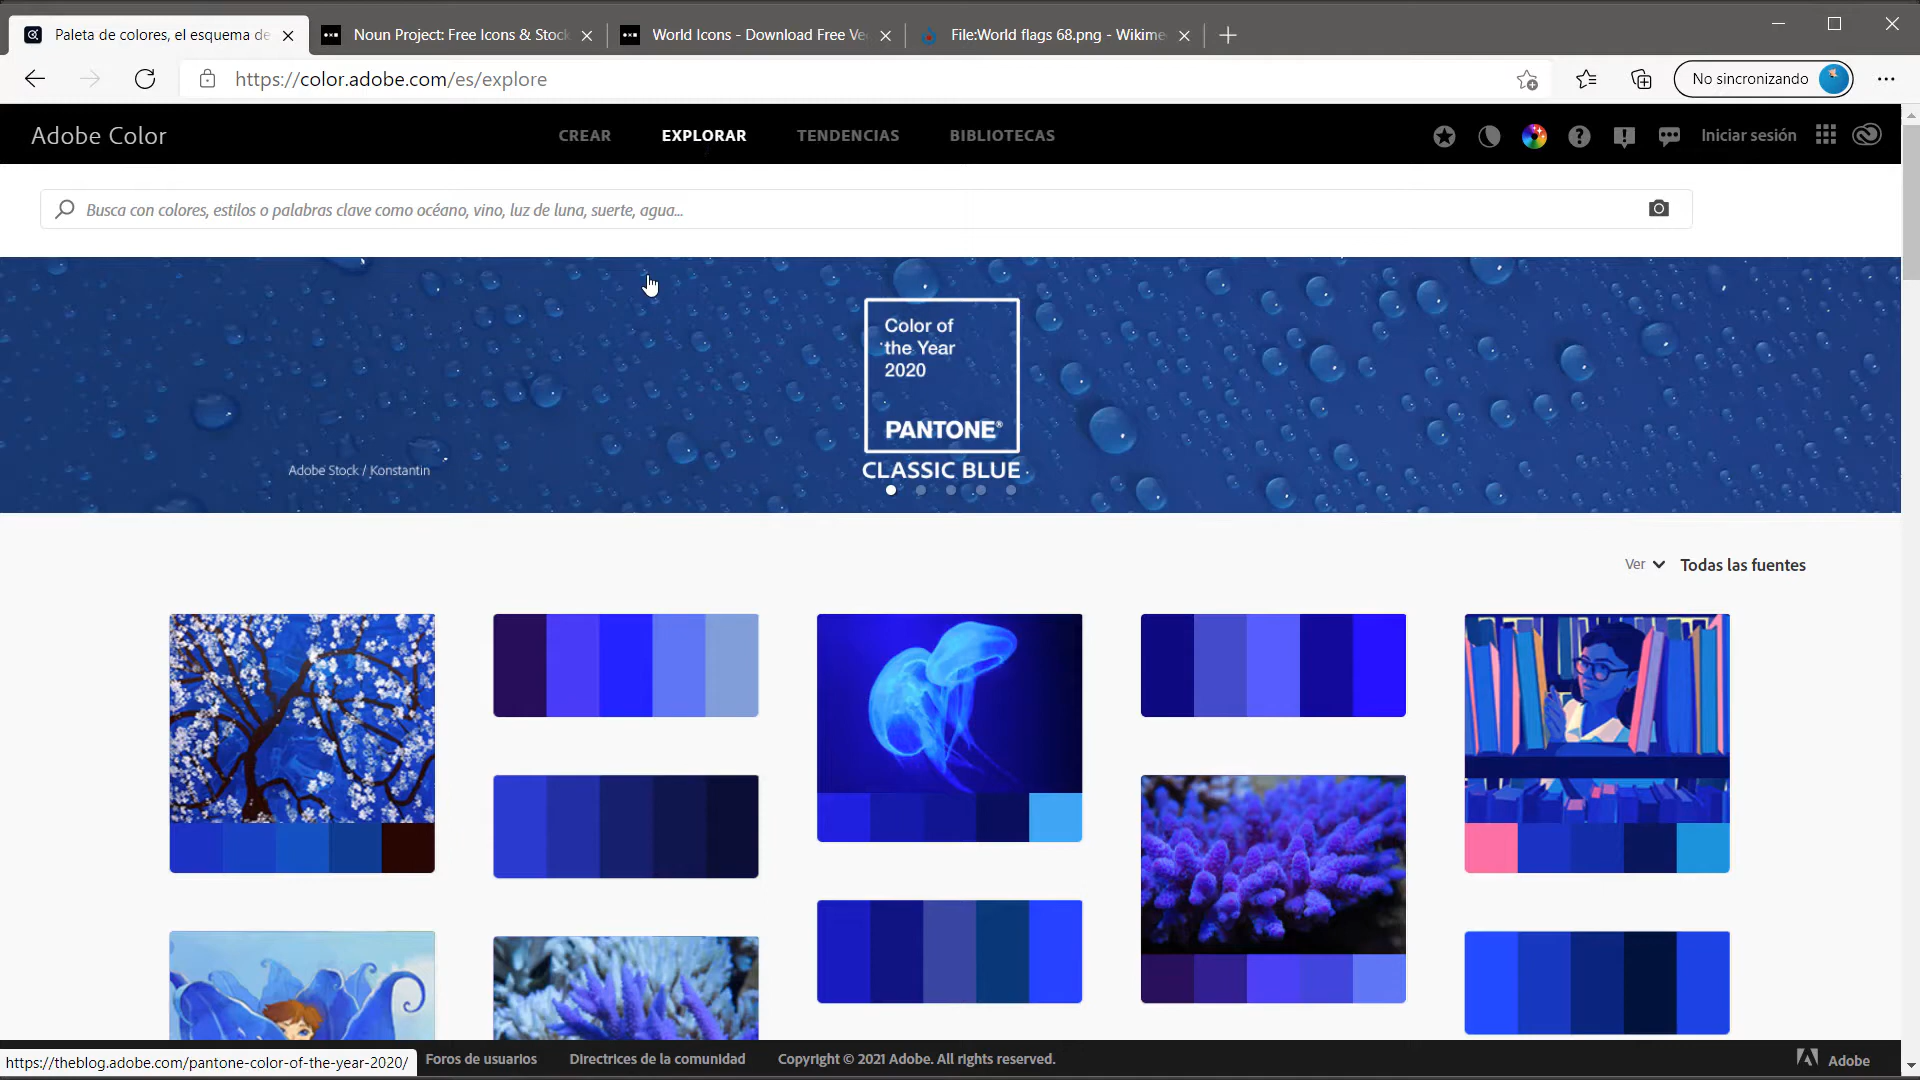 Paleta de colores, el esquema de
Noun Project: Free Icons & Stock
World Icons - Download Free Ve
File:World flags 68.png - Wikime
https://color.adobe.com/es/explore
No sincronizando
Adobe Color
CREAR
EXPLORAR
TENDENCIAS
BIBLIOTECAS
Iniciar sesión
Busca con colores, estilos o palabras clave como océano, vino, luz de luna, suerte, agua...
Color of
the Year
2020
PANTONE®
CLASSIC BLUE
Adobe Stock / Konstantin
Ver
Todas las fuentes
https://theblog.adobe.com/pantone-color-of-the-year-2020/
Foros de usuarios
Directrices de la comunidad
Copyright © 2021 Adobe. All rights reserved.
Adobe